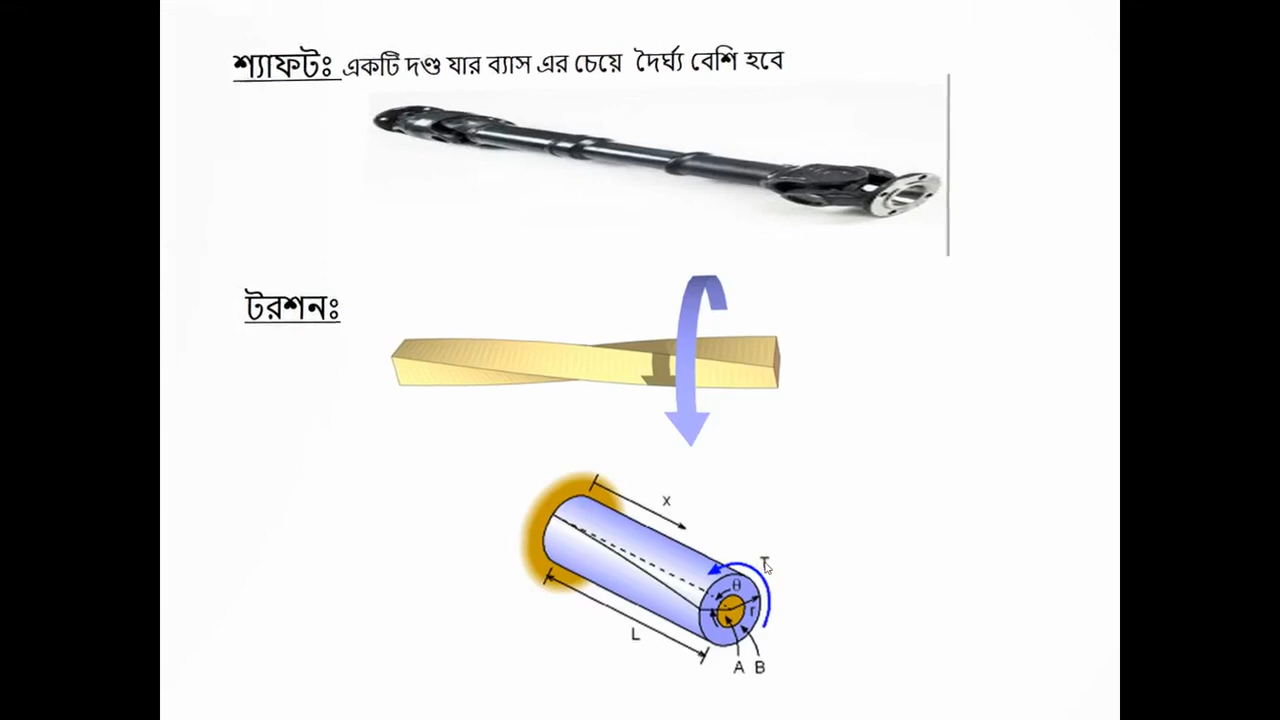 শ্যাফটঃ একটি দণ্ড যার ব্যাস এর চেয়ে দৈর্ঘ্য বেশি হবে
টরশনঃ
x
T
θ
r
L
A B